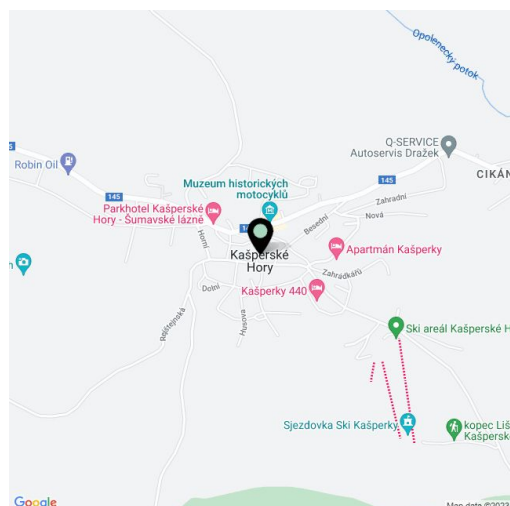 Opolenecký potok
Q-SERVICE
Autoservis Dražek
Robin Oil
CIKÁN
145
Muzeum historických
motocyklů
145
Zahradní
Parkhotel Kašperské
Hory - Šumavské lázně
Nová
Besední
Horní
Kašperské
Hory
Apartmán Kašperky
Zahrádkářů
Dolní
Kašperky 440
Rejštejnská
Husova
Ski areál Kašperské H
Sjezdovka Ski Kašperky
kopec Liš
Kašpersk
Google
Map data ©2023